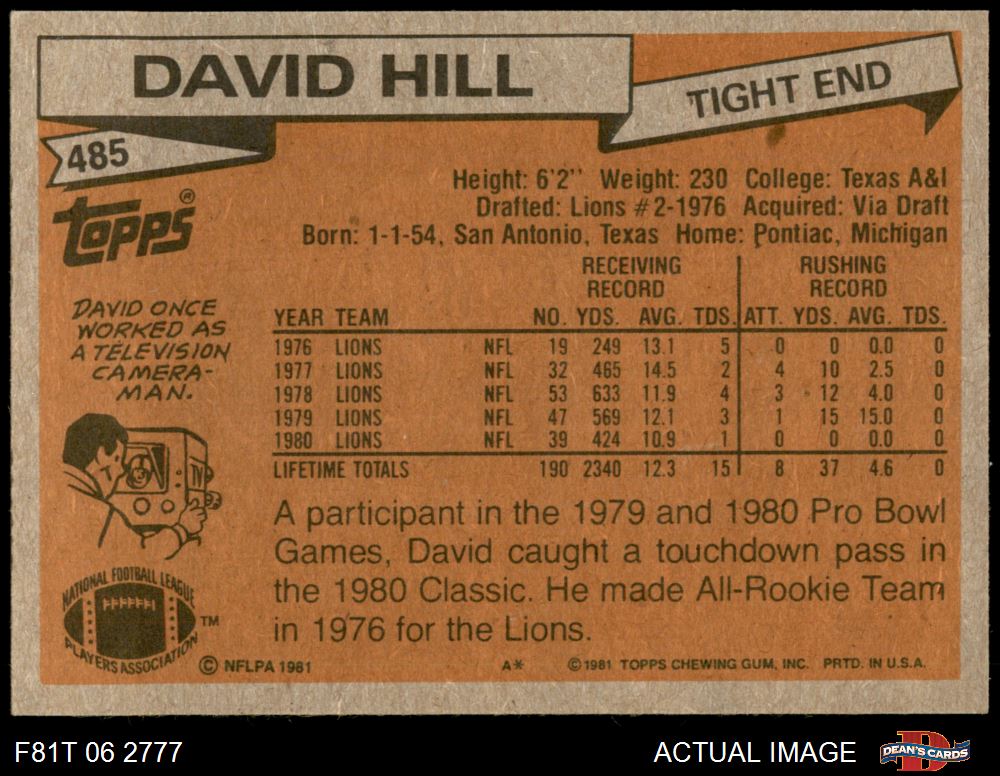 DAVID HILL
TIGHT END
485
TOPPS®
Height: 6'2" Weight: 230 College: Texas A&I
Drafted: Lions #2-1976 Acquired: Via Draft
Born: 1-1-54, San Antonio, Texas Home: Pontiac, Michigan
DAVID ONCE
WORKED AS
A TELEVISION
CAMERA-
MAN.
TV
RECEIVING RECORD RUSHING RECORD
YEAR TEAM NO. YDS. AVG. TDS. ATT. YDS. AVG. TDS.
1976 LIONS NFL 19 249 13.1 5 0 0 0.0 0
1977 LIONS NFL 32 465 14.5 2 4 10 2.5 0
1978 LIONS NFL 53 633 11.9 4 3 12 4.0 0
1979 LIONS NFL 47 569 12.1 3 1 15 15.0 0
1980 LIONS NFL 39 424 10.9 1 0 0 0.0 0
LIFETIME TOTALS 190 2340 12.3 15 8 37 4.6 0
A participant in the 1979 and 1980 Pro Bowl
Games, David caught a touchdown pass in
the 1980 Classic. He made All-Rookie Team
in 1976 for the Lions.
NATIONAL FOOTBALL LEAGUE
PLAYERS ASSOCIATION
TM
© NFLPA 1981 A* © 1981 TOPPS CHEWING GUM, INC. PRTD. IN U.S.A.
F81T 06 2777 ACTUAL IMAGE D DEAN'S CARDS